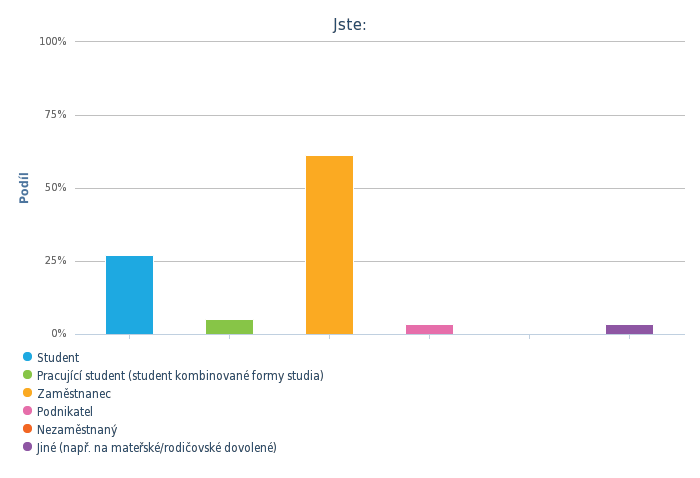 Jste:
100%
75%
50%
25%
0%
Podíl
Student
Pracující student (student kombinované formy studia)
Zaměstnanec
Podnikatel
Nezaměstnaný
Jiné (např. na mateřské/rodičovské dovolené)